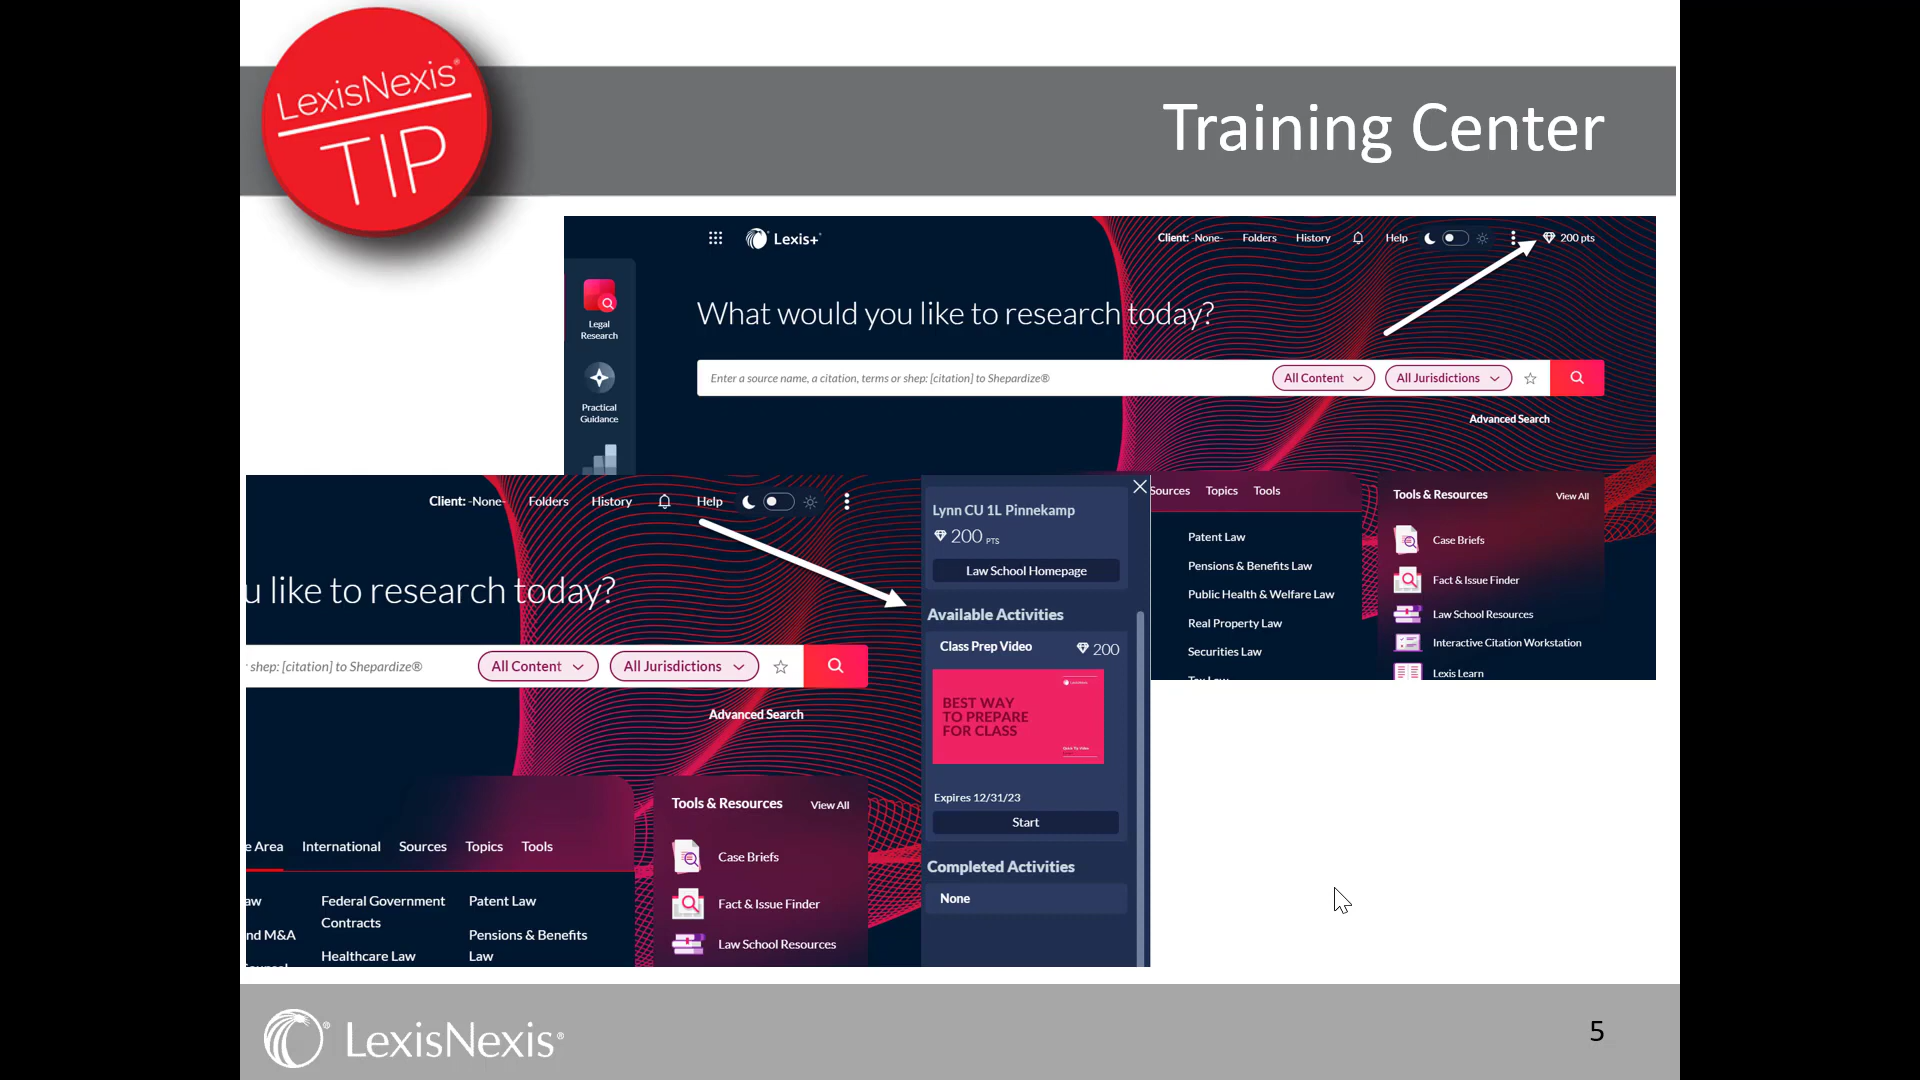 LexisNexis®
TIP
Training Center
Lexis+
Client: -None-
Folders
History
Help
200 pts
Legal
Research
What would you like to research today?
Enter a source name, a citation, terms or shep: [citation] to Shepardize®
All Content
All Jurisdictions
Practical
Guidance
Advanced Search
Sources
Topics
Tools
Tools & Resources
View All
Patent Law
Pensions & Benefits Law
Public Health & Welfare Law
Real Property Law
Securities Law
Case Briefs
Fact & Issue Finder
Law School Resources
Interactive Citation Workstation
Lexis Learn
Client: -None-
Folders
History
Help
u like to research today?
shep: [citation] to Shepardize®
All Content
All Jurisdictions
Advanced Search
e Area
International
Sources
Topics
Tools
aw
nd M&A
Federal Government
Contracts
Healthcare Law
Patent Law
Pensions & Benefits
Law
Tools & Resources
View All
Case Briefs
Fact & Issue Finder
Law School Resources
Lynn CU 1L Pinnekamp
200 PTS
Law School Homepage
Available Activities
Class Prep Video
200
BEST WAY
TO PREPARE
FOR CLASS
Quick Tip Video
Expires 12/31/23
Start
Completed Activities
None
LexisNexis®
5